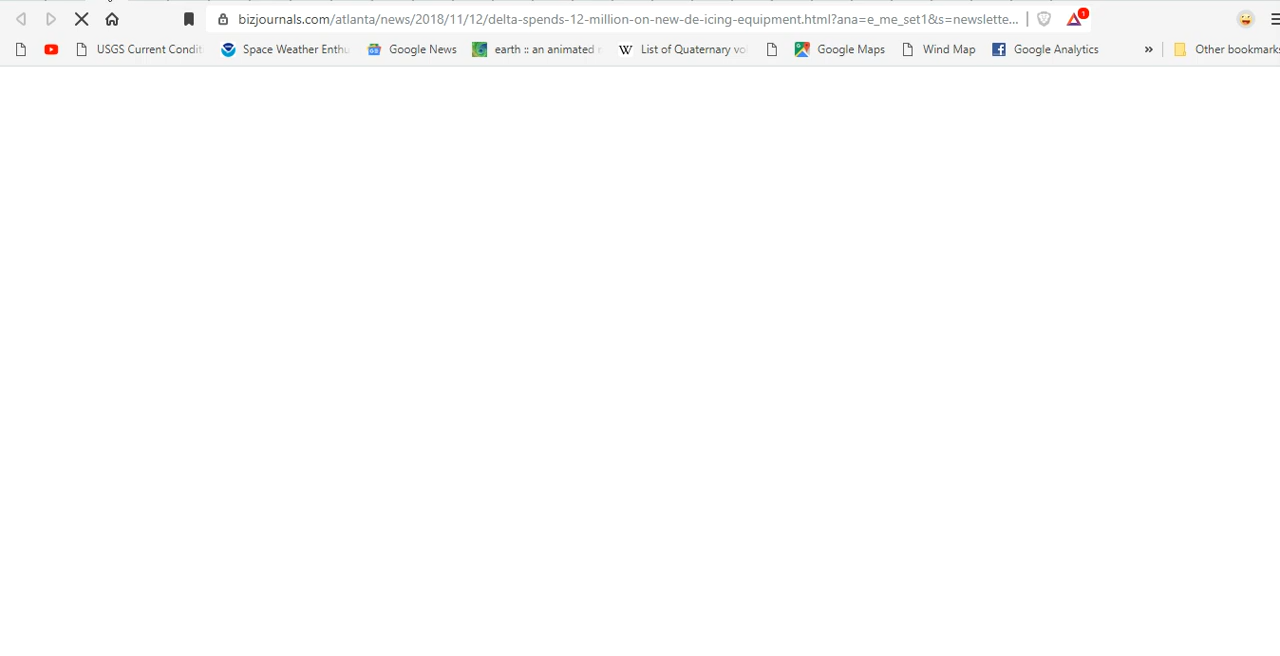 bizjournals.com/atlanta/news/2018/11/12/delta-spends-12-million-on-new-de-icing-equipment.html?ana=e_me_set1&s=newslette... 1
USGS Current Condit Space Weather Enthu Google News earth :: an animated List of Quaternary vo Google Maps Wind Map Google Analytics » Other bookmarks